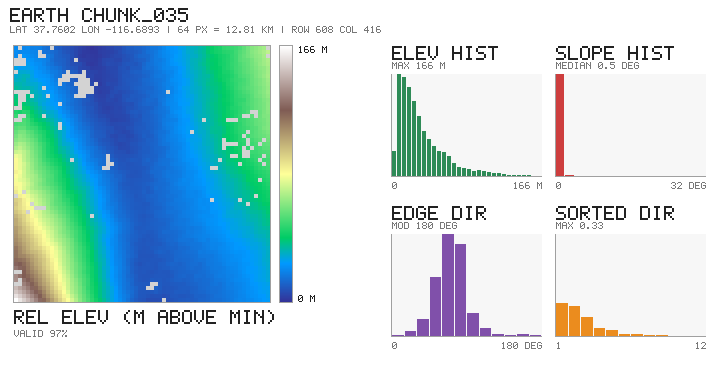 EARTH CHUNK_035
LAT 37.7602 LON -116.6893 | 64 PX = 12.81 KM | ROW 608 COL 416
166 M
0 M
REL ELEV (M ABOVE MIN)
VALID 97%
ELEV HIST
MAX 166 M
0 166 M
SLOPE HIST
MEDIAN 0.5 DEG
0 32 DEG
EDGE DIR
MOD 180 DEG
0 180 DEG
SORTED DIR
MAX 0.33
1 12